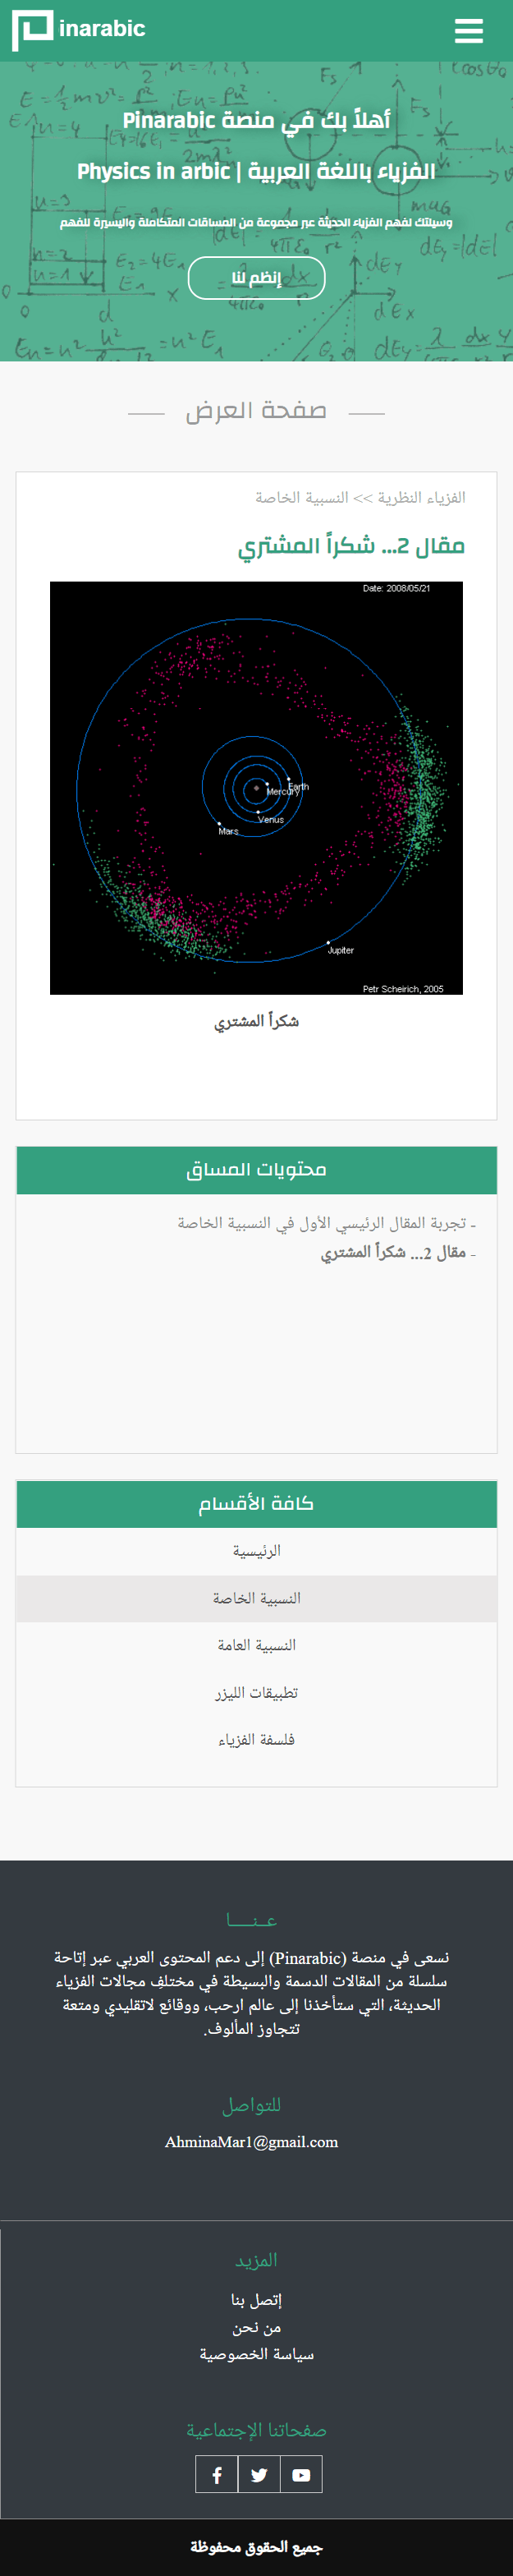 inarabic
أهلاً بك في منصة Pinarabic
الفزياء باللغة العربية | Physics in arbic
وسيلتك لفهم الفزياء الحديثة عبر مجموعة من المساقات المتكاملة واليسيرة للفهم
إنظم لنا
صفحة العرض
الفزياء النظرية >> النسبية الخاصة
مقال 2... شكراً المشتري
Date: 2008/05/21
Earth
Mercury
Venus
Mars
Jupiter
Petr Scheirich, 2005
شكراً المشتري
محتويات المساق
- تجربة المقال الرئيسي الأول في النسبية الخاصة
- مقال 2... شكراً المشتري
كافة الأقسام
الرئيسية
النسبية الخاصة
النسبية العامة
تطبيقات الليزر
فلسفة الفزياء
عـنـــا
نسعى في منصة (Pinarabic) إلى دعم المحتوى العربي عبر إتاحة
سلسلة من المقالات الدسمة والبسيطة في مختلفِ مجالات الفزياء
الحديثة، التي ستأخذنا إلى عالم ارحب، ووقائع لاتقليدي ومتعة
تتجاوز المألوف.
للتواصل
AhminaMar1@gmail.com
المزيد
إتصل بنا
من نحن
سياسة الخصوصية
صفحاتنا الإجتماعية
جميع الحقوق محفوظة